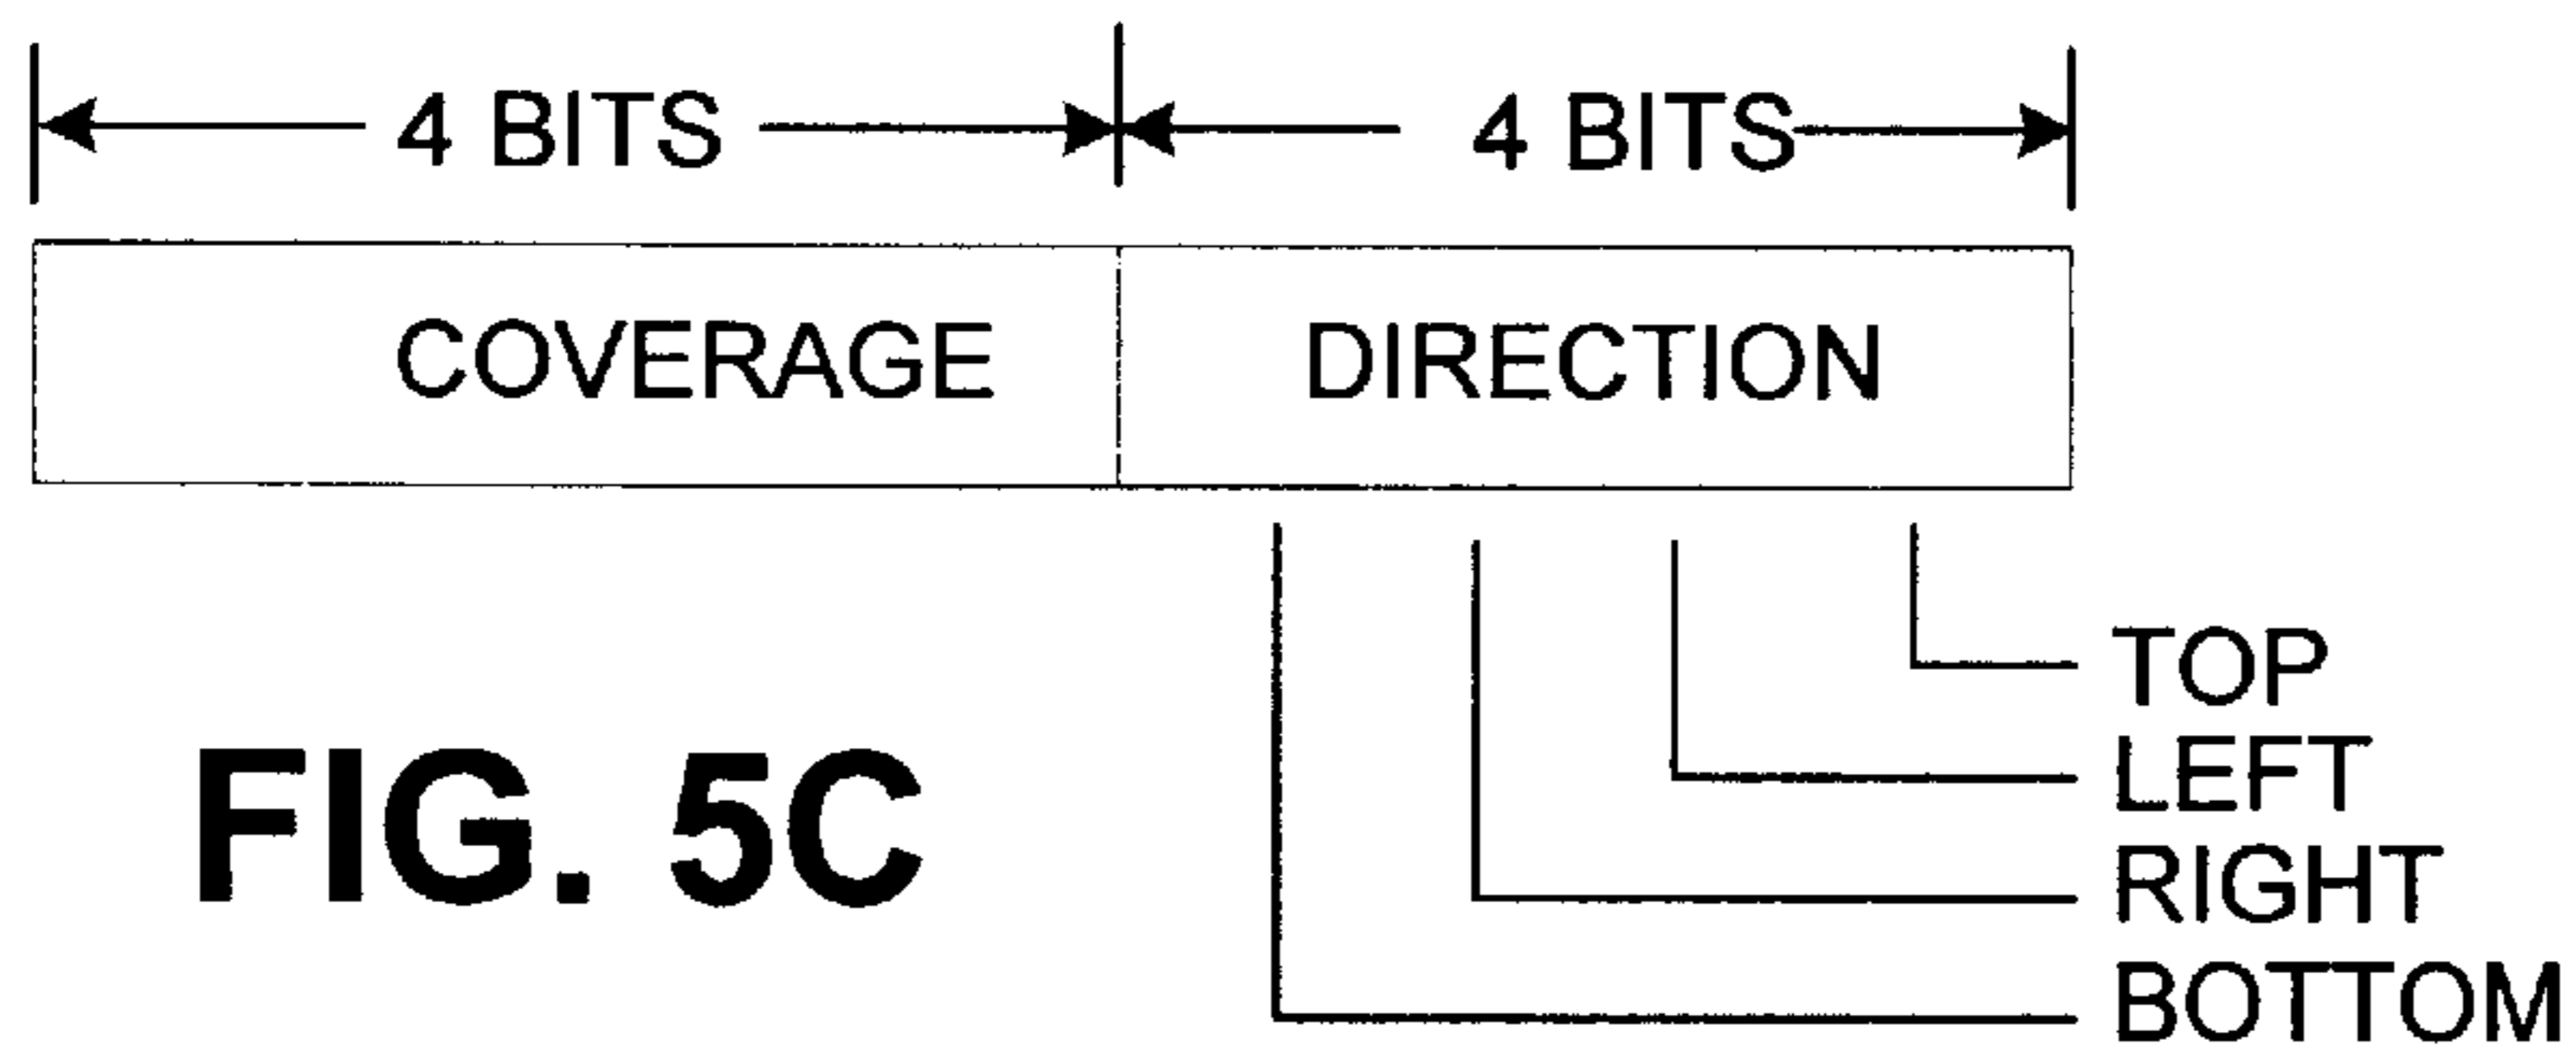 4 BITS 4 BITS
COVERAGE DIRECTION
TOP
LEFT
RIGHT
BOTTOM
FIG. 5C